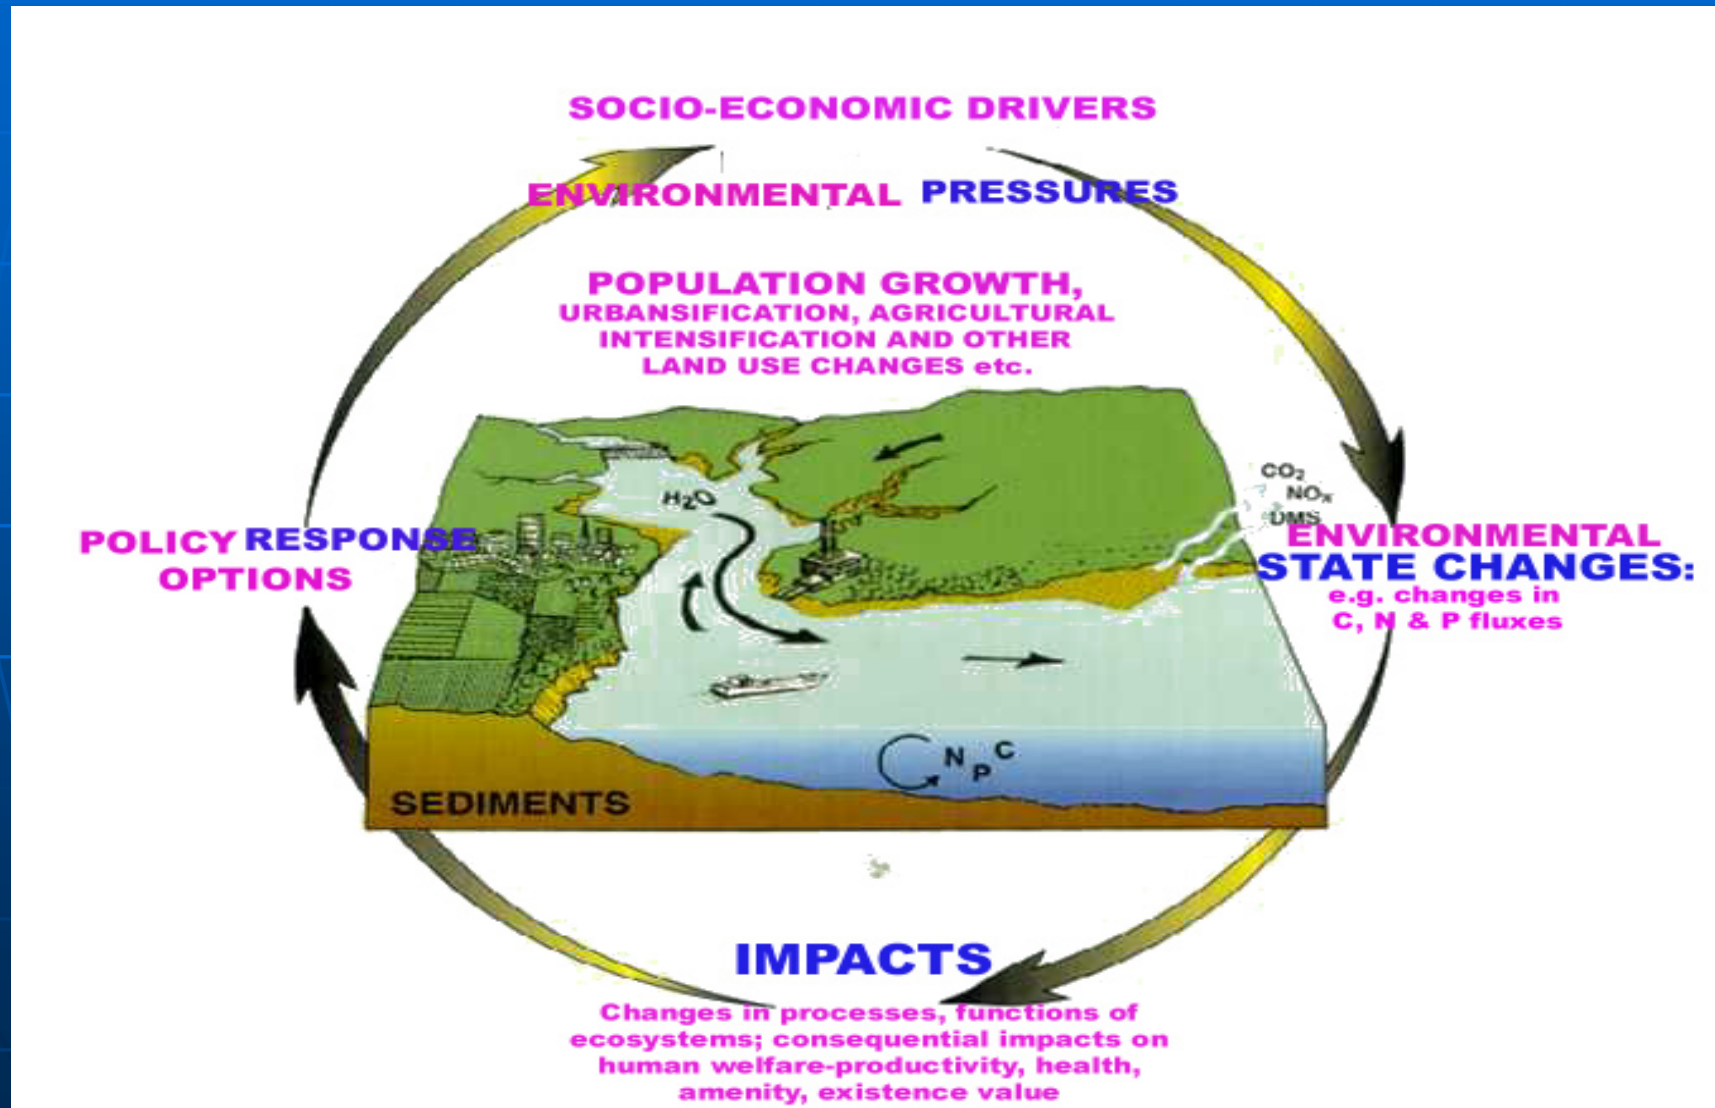 SOCIO-ECONOMIC DRIVERS
ENVIRONMENTAL PRESSURES
POPULATION GROWTH,
URBANSIFICATION, AGRICULTURAL
INTENSIFICATION AND OTHER
LAND USE CHANGES etc.
CO₂
NOₓ
DMS
H₂O
ENVIRONMENTAL
STATE CHANGES:
e.g. changes in
C, N & P fluxes
POLICY RESPONSE
OPTIONS
N P C
SEDIMENTS
IMPACTS
Changes in processes, functions of
ecosystems; consequential impacts on
human welfare-productivity, health,
amenity, existence value